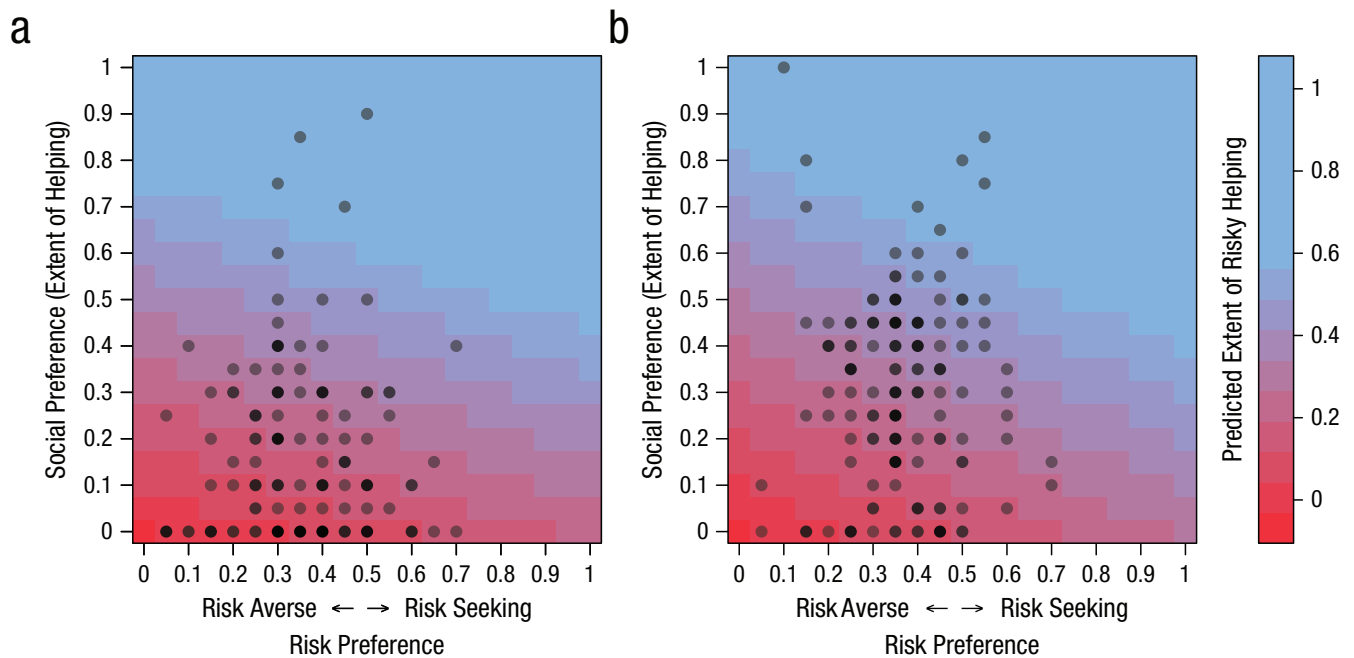 a
Social Preference (Extent of Helping)
1
0.9
0.8
0.7
0.6
0.5
0.4
0.3
0.2
0.1
0
0 0.1 0.2 0.3 0.4 0.5 0.6 0.7 0.8 0.9 1
Risk Averse ← → Risk Seeking
Risk Preference
b
Social Preference (Extent of Helping)
1
0.9
0.8
0.7
0.6
0.5
0.4
0.3
0.2
0.1
0
0 0.1 0.2 0.3 0.4 0.5 0.6 0.7 0.8 0.9 1
Risk Averse ← → Risk Seeking
Risk Preference
Predicted Extent of Risky Helping
1
0.8
0.6
0.4
0.2
0